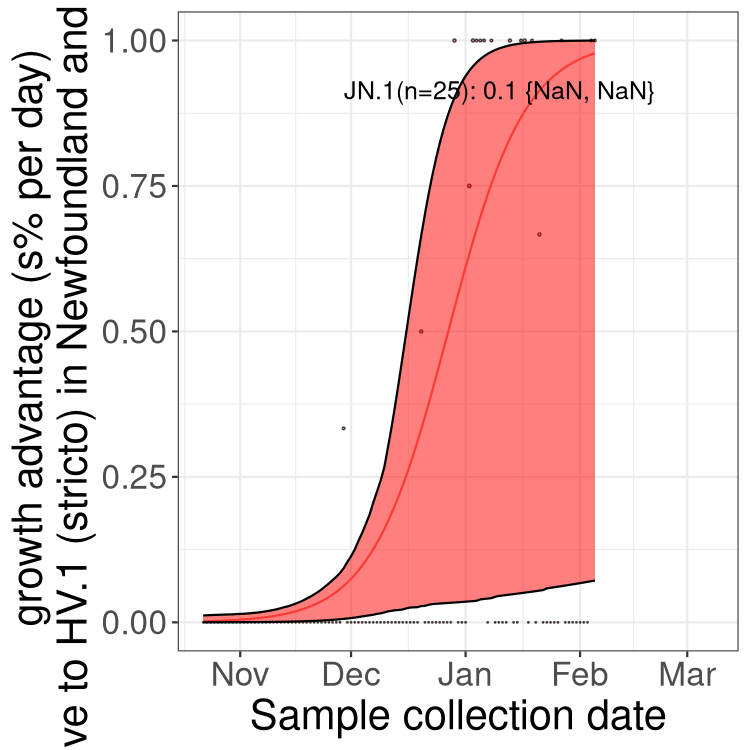 growth advantage (s% per day)
ve to HV.1 (stricto) in Newfoundland and
1.00
0.75
0.50
0.25
0.00
JN.1(n=25): 0.1 {NaN, NaN}
Nov Dec Jan Feb Mar
Sample collection date